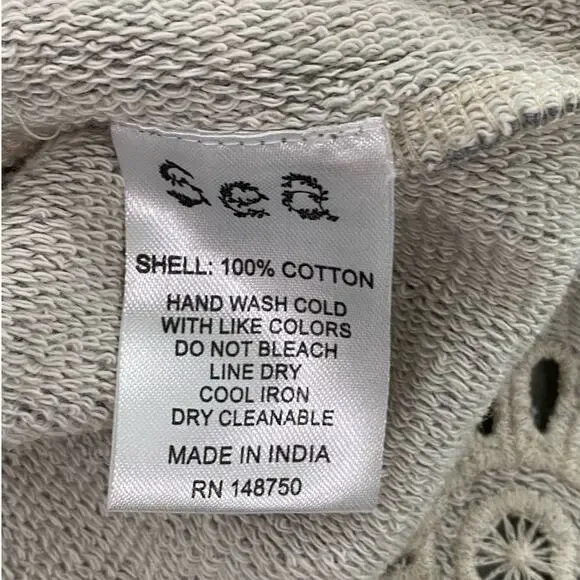 Sea
SHELL: 100% COTTON
HAND WASH COLD
WITH LIKE COLORS
DO NOT BLEACH
LINE DRY
COOL IRON
DRY CLEANABLE
MADE IN INDIA
RN 148750